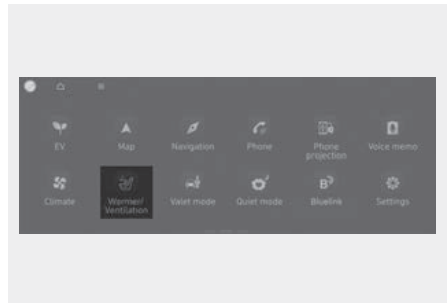 EV
Map
Navigation
Phone
Phone
projection
Voice memo
Climate
Warmer/
Ventilation
Valet mode
Quiet mode
Bluelink
Settings